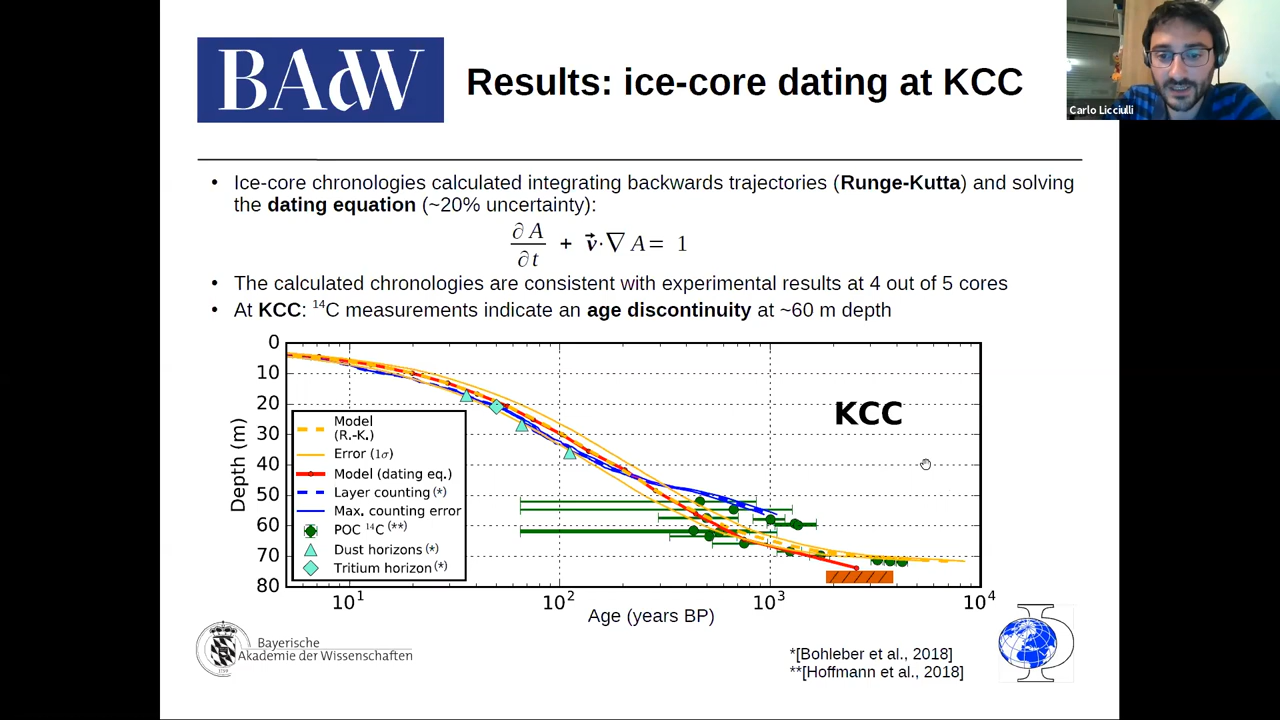 BAdW
Results: ice-core dating at KCC
Carlo Licciulli
• Ice-core chronologies calculated integrating backwards trajectories (Runge-Kutta) and solving
the dating equation (~20% uncertainty):
∂A/∂t + v⃗·∇A= 1
• The calculated chronologies are consistent with experimental results at 4 out of 5 cores
• At KCC: ¹⁴C measurements indicate an age discontinuity at ~60 m depth
KCC
Depth (m)
0
10
20
30
40
50
60
70
80
Model
(R.-K.)
Error (1σ)
Model (dating eq.)
Layer counting (*)
Max. counting error
POC ¹⁴C (**)
Dust horizons (*)
Tritium horizon (*)
10¹ 10² 10³ 10⁴
Age (years BP)
Bayerische
Akademie der Wissenschaften
*[Bohleber et al., 2018]
**[Hoffmann et al., 2018]